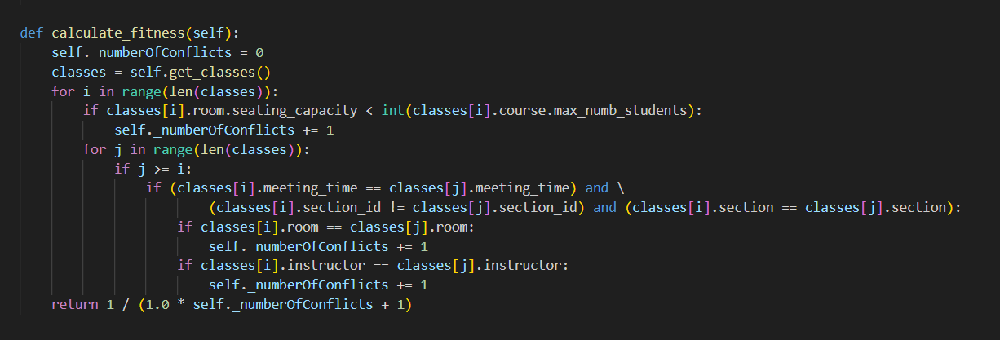 def calculate_fitness(self):
    self._numberOfConflicts = 0
    classes = self.get_classes()
    for i in range(len(classes)):
        if classes[i].room.seating_capacity < int(classes[i].course.max_numb_students):
            self._numberOfConflicts += 1
        for j in range(len(classes)):
            if j >= i:
                if (classes[i].meeting_time == classes[j].meeting_time) and \
                        (classes[i].section_id != classes[j].section_id) and (classes[i].section == classes[j].section):
                    if classes[i].room == classes[j].room:
                        self._numberOfConflicts += 1
                    if classes[i].instructor == classes[j].instructor:
                        self._numberOfConflicts += 1
    return 1 / (1.0 * self._numberOfConflicts + 1)